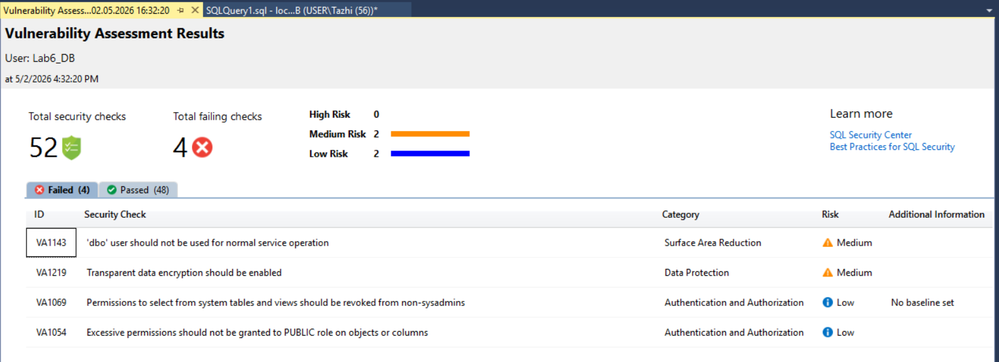 Vulnerability Assess...02.05.2026 16:32:20
SQLQuery1.sql - loc...B (USER\Tazhi (56))*
Vulnerability Assessment Results
User: Lab6_DB
at 5/2/2026 4:32:20 PM
Total security checks
52
Total failing checks
4
High Risk 0
Medium Risk 2
Low Risk 2
Learn more
SQL Security Center
Best Practices for SQL Security
Failed (4)
Passed (48)
ID Security Check Category Risk Additional Information
VA1143 'dbo' user should not be used for normal service operation Surface Area Reduction Medium
VA1219 Transparent data encryption should be enabled Data Protection Medium
VA1069 Permissions to select from system tables and views should be revoked from non-sysadmins Authentication and Authorization Low No baseline set
VA1054 Excessive permissions should not be granted to PUBLIC role on objects or columns Authentication and Authorization Low